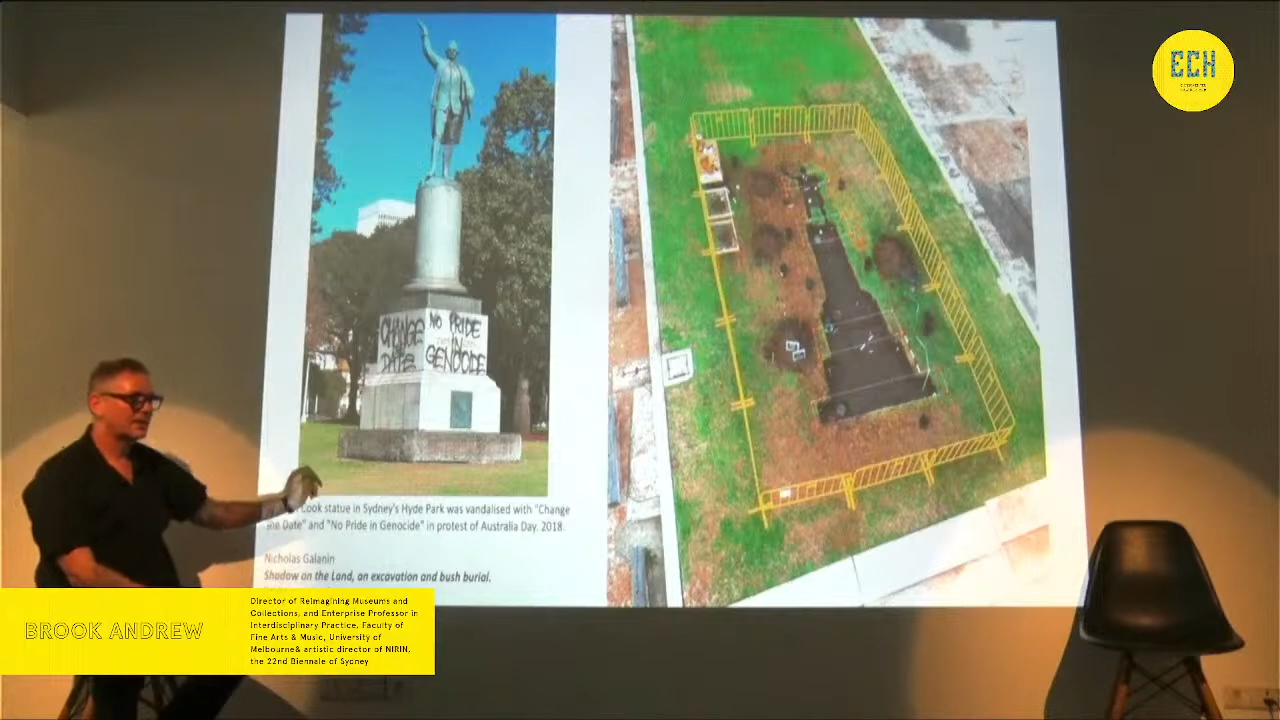 ECH
CHANGE
DATE
NO PRIDE
IN
GENOCIDE
Cook statue in Sydney's Hyde Park was vandalised with "Change
the Date" and "No Pride in Genocide" in protest of Australia Day. 2018.
Nicholas Galanin
Shadow on the Land, an excavation and bush burial.
BROOK ANDREW
Director of Reimagining Museums and
Collections, and Enterprise Professor in
Interdisciplinary Practice, Faculty of
Fine Arts & Music, University of
Melbourne& artistic director of NIRIN,
the 22nd Biennale of Sydney